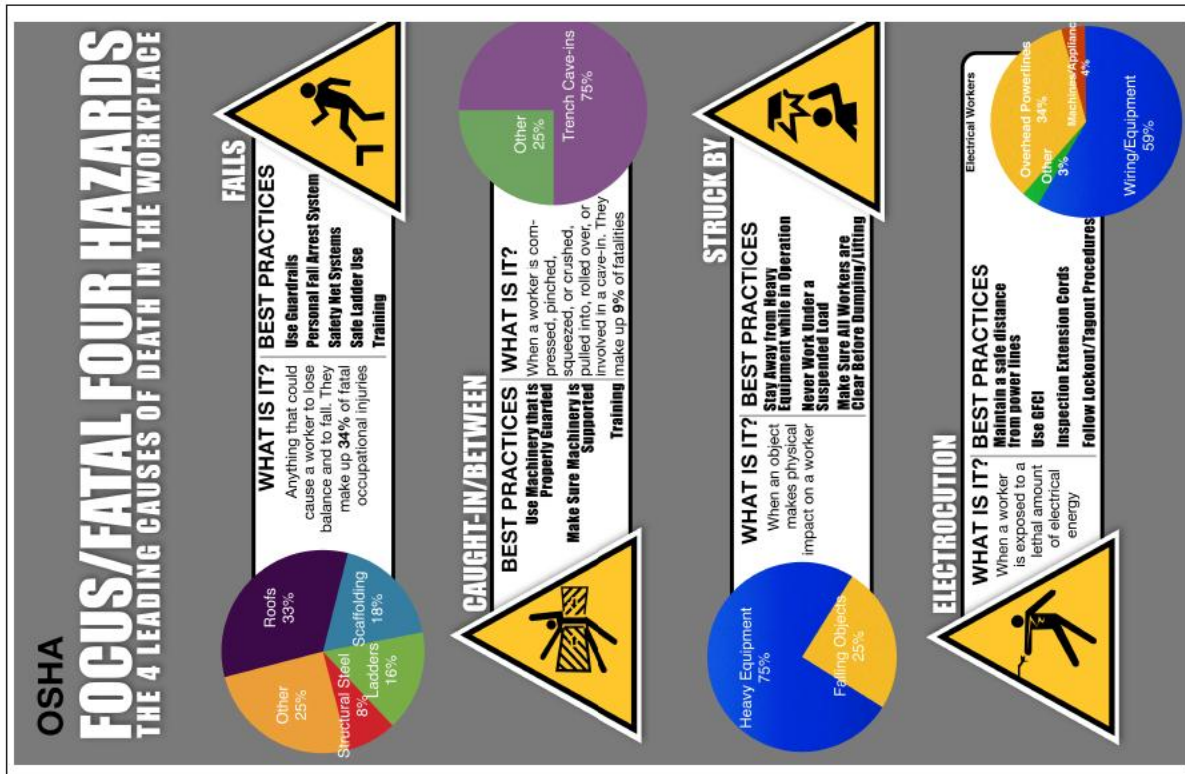 OSHA
FOCUS/FATAL FOUR HAZARDS
THE 4 LEADING CAUSES OF DEATH IN THE WORKPLACE
FALLS
Roofs
33%
Scaffolding
18%
Ladders
16%
Structural Steel
8%
Other
25%
WHAT IS IT?
Anything that could
cause a worker to lose
balance and to fall. They
make up 34% of fatal
occupational injuries
BEST PRACTICES
Use Guardrails
Personal Fall Arrest System
Safety Net Systems
Safe Ladder Use
Training
CAUGHT-IN/BETWEEN
BEST PRACTICES
Use Machinery that is
Properly Guarded
Make Sure Machinery is
Supported
Training
WHAT IS IT?
When a worker is com-
pressed, pinched,
squeezed, or crushed,
pulled into, rolled over, or
involved in a cave-in. They
make up 9% of fatalities
Other
25%
Trench Cave-ins
75%
STRUCK BY
Heavy Equipment
75%
Falling Objects
25%
WHAT IS IT?
When an object
makes physical
impact on a worker
BEST PRACTICES
Stay Away from Heavy
Equipment while in Operation
Never Work Under a
Suspended Load
Make Sure All Workers are
Clear Before Dumping/Lifting
ELECTROCUTION
WHAT IS IT?
When a worker
is exposed to a
lethal amount
of electrical
energy
BEST PRACTICES
Maintain a safe distance
from power lines
Use GFCI
Inspection Extension Cords
Follow Lockout/Tagout Procedures
Electrical Workers
Overhead Powerlines
34%
Machines/Applianc
4%
Other
3%
Wiring/Equipment
59%